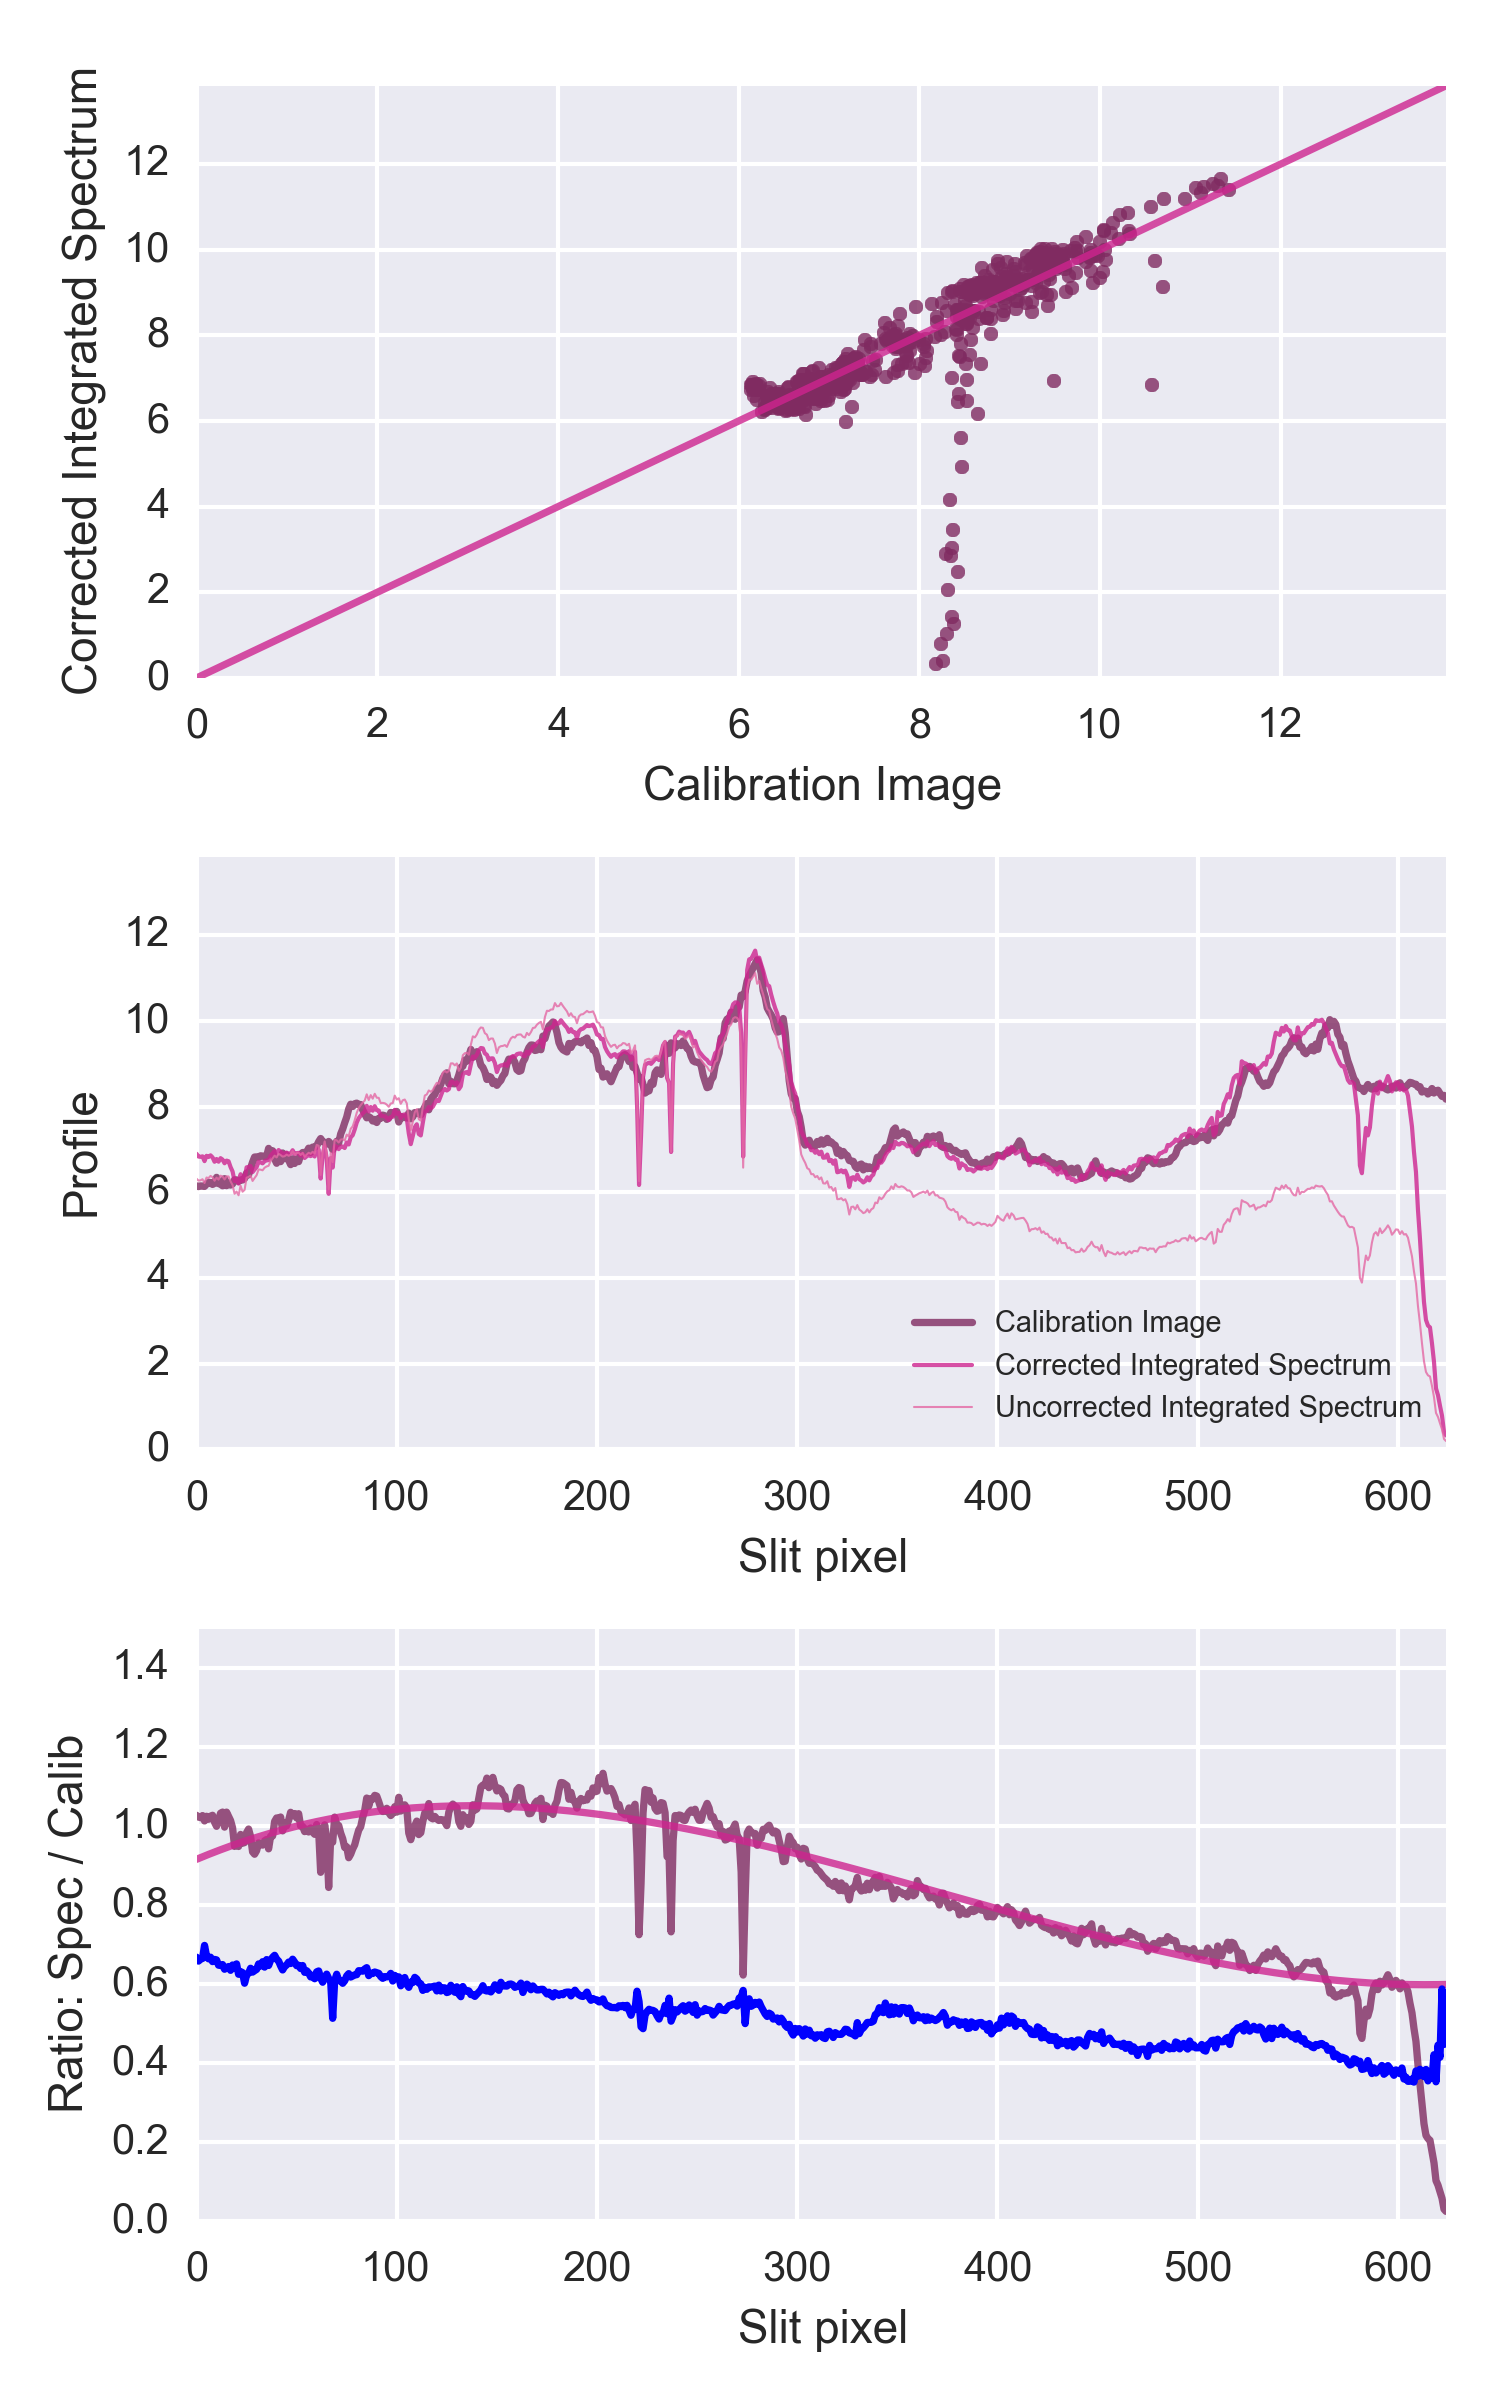 Corrected Integrated Spectrum
12
10
8
6
4
2
0
0 2 4 6 8 10 12
Calibration Image
Profile
12
10
8
6
4
2
0
Calibration Image
Corrected Integrated Spectrum
Uncorrected Integrated Spectrum
0 100 200 300 400 500 600
Slit pixel
Ratio: Spec / Calib
1.4
1.2
1.0
0.8
0.6
0.4
0.2
0.0
0 100 200 300 400 500 600
Slit pixel